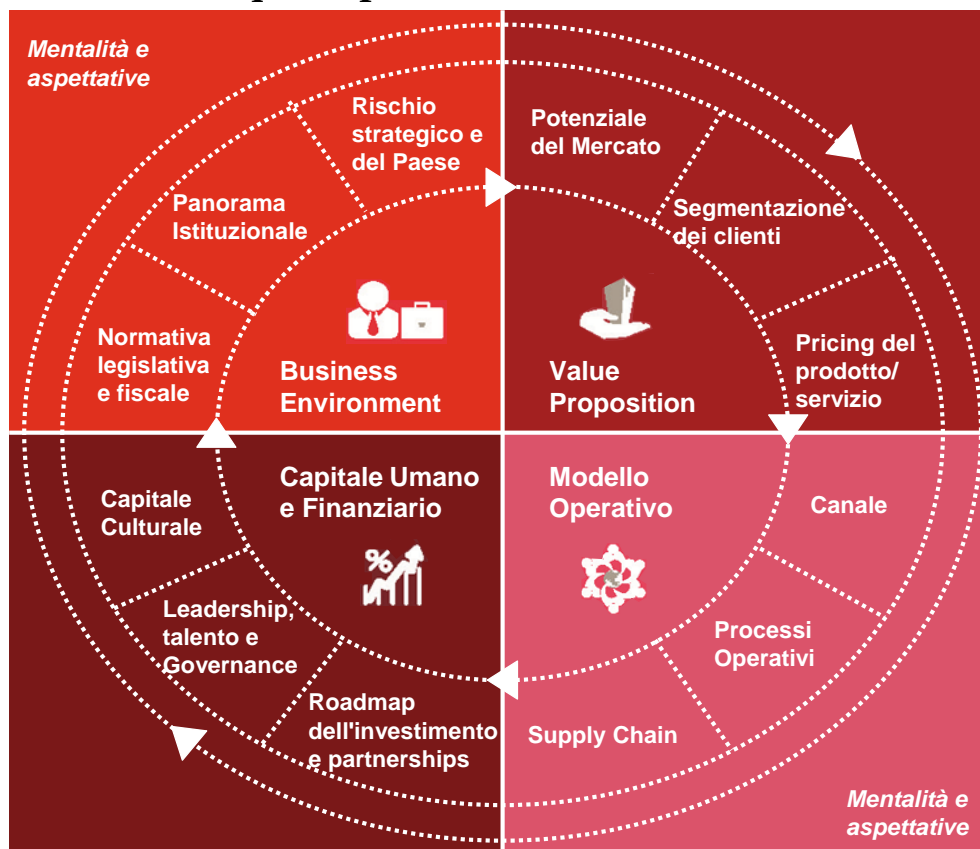 Mentalità e
aspettative
Rischio
strategico e
del Paese
Panorama
Istituzionale
Normativa
legislativa
e fiscale
Business
Environment
Potenziale
del Mercato
Segmentazione
dei clienti
Pricing del
prodotto/
servizio
Value
Proposition
Capitale Umano
e Finanziario
%
Capitale
Culturale
Leadership,
talento e
Governance
Roadmap
dell'investimento
e partnerships
Modello
Operativo
Canale
Processi
Operativi
Supply Chain
Mentalità e
aspettative